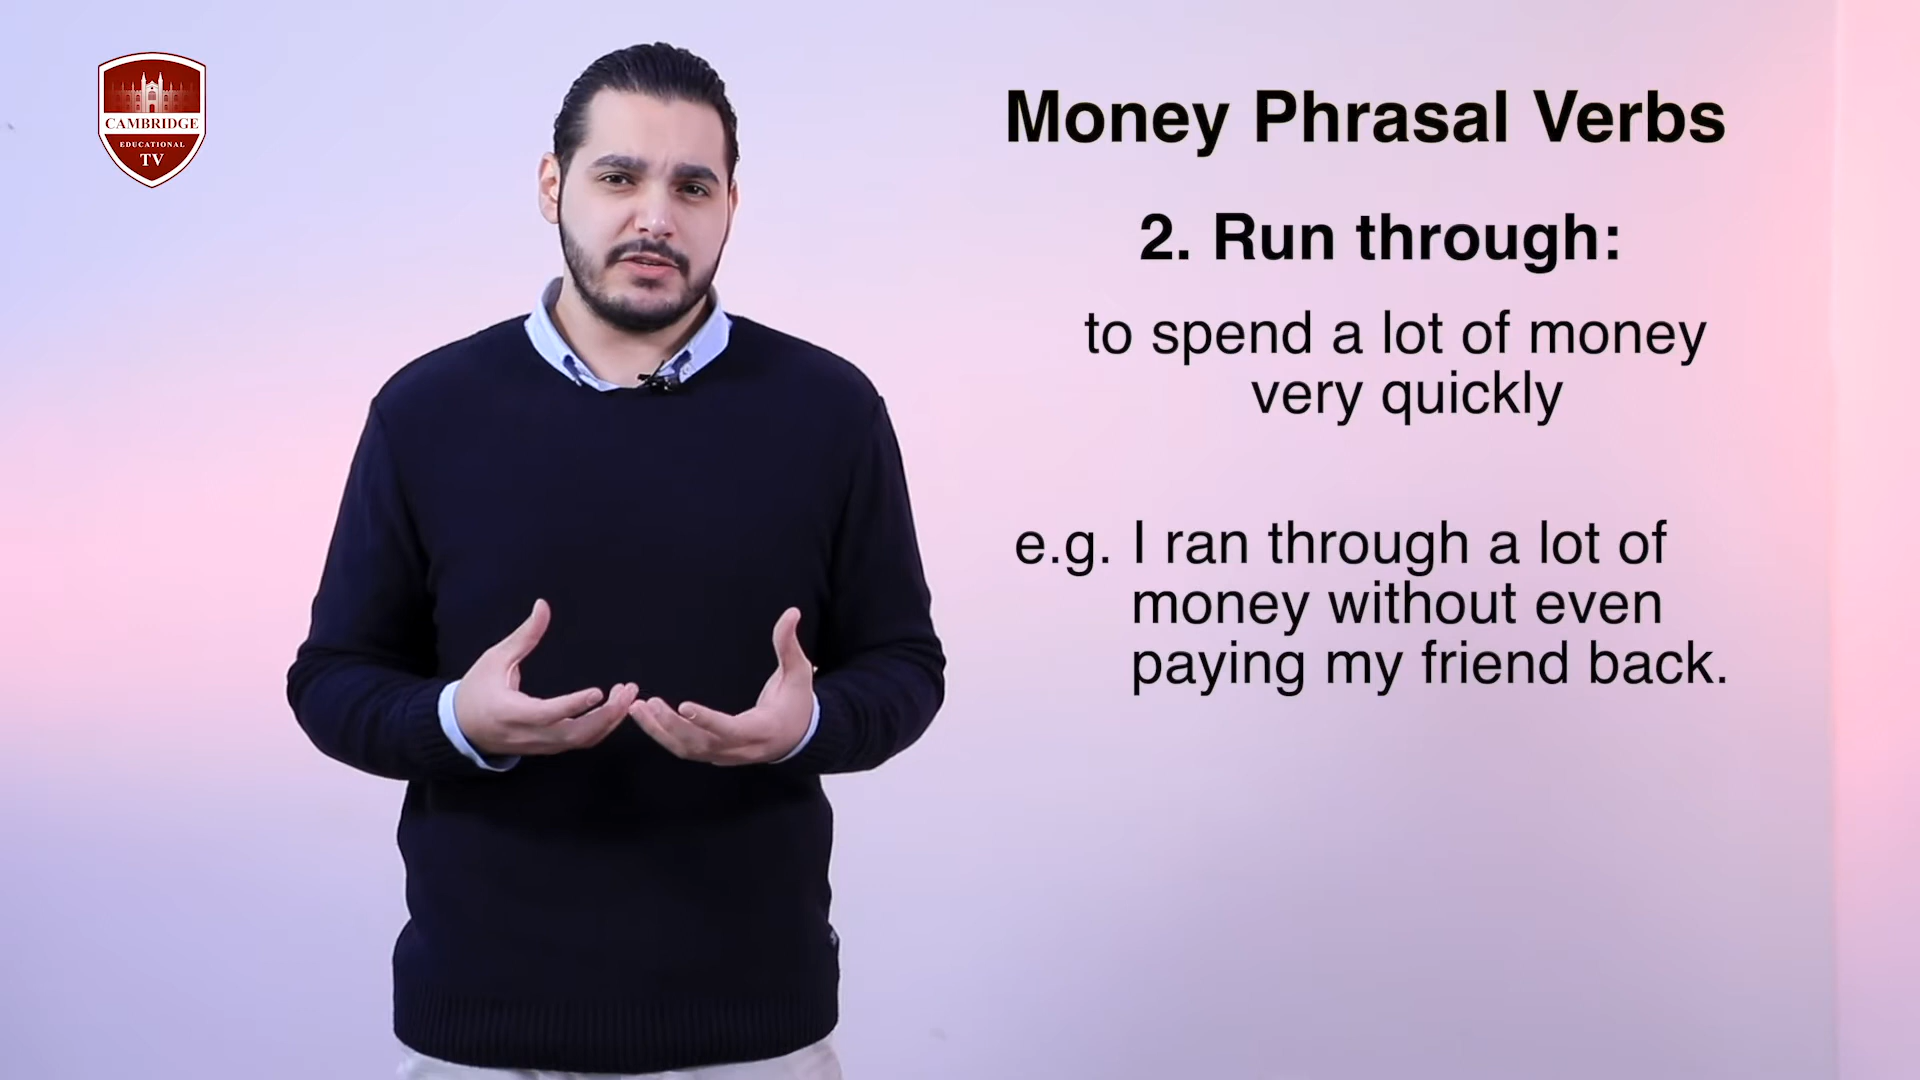 CAMBRIDGE
EDUCATIONAL
TV
Money Phrasal Verbs
2. Run through:
to spend a lot of money
very quickly
e.g. I ran through a lot of
money without even
paying my friend back.